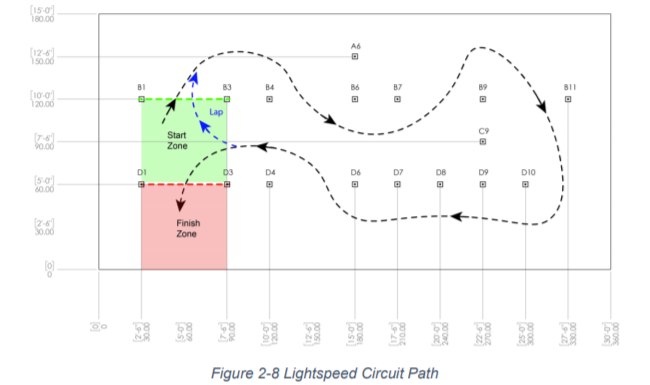 [15'-0"]
180.00
[12'-6"]
150.00
A6
[10'-0"]
120.00
B1
B3
B4
B6
B7
B9
B11
Lap
[7'-6"]
90.00
Start
Zone
C9
[5'-0"]
60.00
D1
D3
D4
D6
D7
D8
D9
D10
[2'-6"]
30.00
Finish
Zone
[0]
0
[0]
0
[2'-6"]
30.00
[5'-0"]
60.00
[7'-6"]
90.00
[10'-0"]
120.00
[12'-6"]
150.00
[15'-0"]
180.00
[17'-6"]
210.00
[20'-0"]
240.00
[22'-6"]
270.00
[25'-0"]
300.00
[27'-6"]
330.00
[30'-0"]
360.00
Figure 2-8 Lightspeed Circuit Path